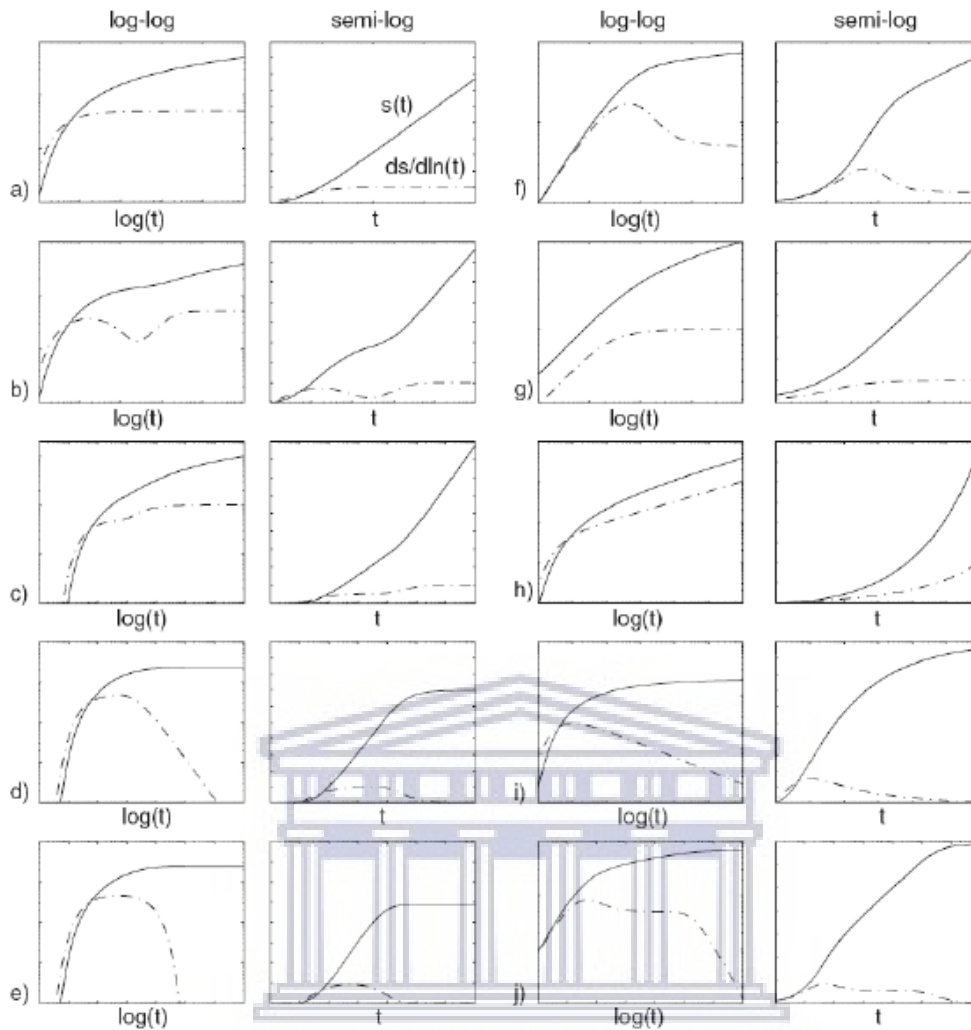 log-log semi-log log-log semi-log
s(t)
ds/dln(t)
a) f)
log(t) t log(t) t
b) g)
log(t) t log(t) t
c) h)
log(t) t log(t) t
d) i)
log(t) t log(t) t
e) j)
log(t) t log(t) t